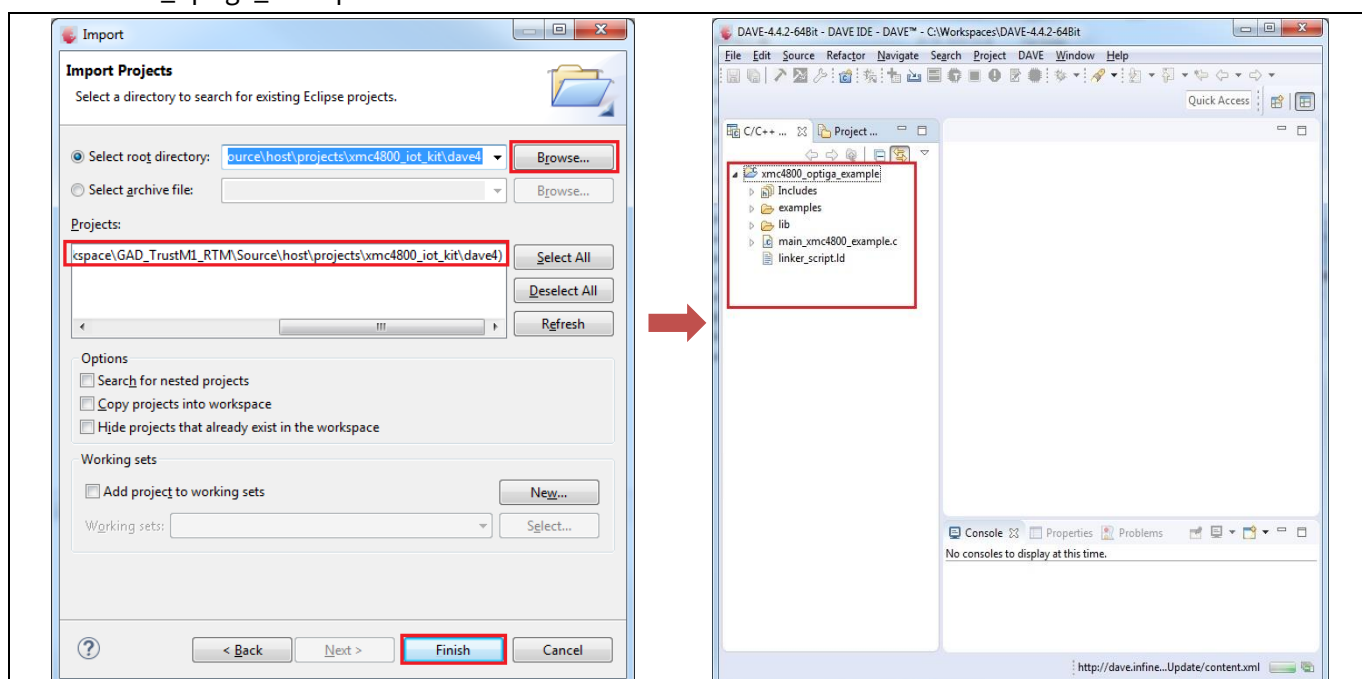 Import
Import Projects
Select a directory to search for existing Eclipse projects.
Select root directory:
ource\host\projects\xmc4800_iot_kit\dave4
Browse...
Select archive file:
Browse...
Projects:
kspace\GAD_TrustM1_RTM\Source\host\projects\xmc4800_iot_kit\dave4)
Select All
Deselect All
Refresh
Options
Search for nested projects
Copy projects into workspace
Hide projects that already exist in the workspace
Working sets
Add project to working sets
New...
Working sets:
Select...
< Back
Next >
Finish
Cancel
DAVE-4.4.2-64Bit - DAVE IDE - DAVE™ - C:\Workspaces\DAVE-4.4.2-64Bit
File Edit Source Refactor Navigate Search Project DAVE Window Help
Quick Access
C/C++ ...
Project ...
xmc4800_optiga_example
Includes
examples
lib
main_xmc4800_example.c
linker_script.ld
Console
Properties
Problems
No consoles to display at this time.
http://dave.infine...Update/content.xml